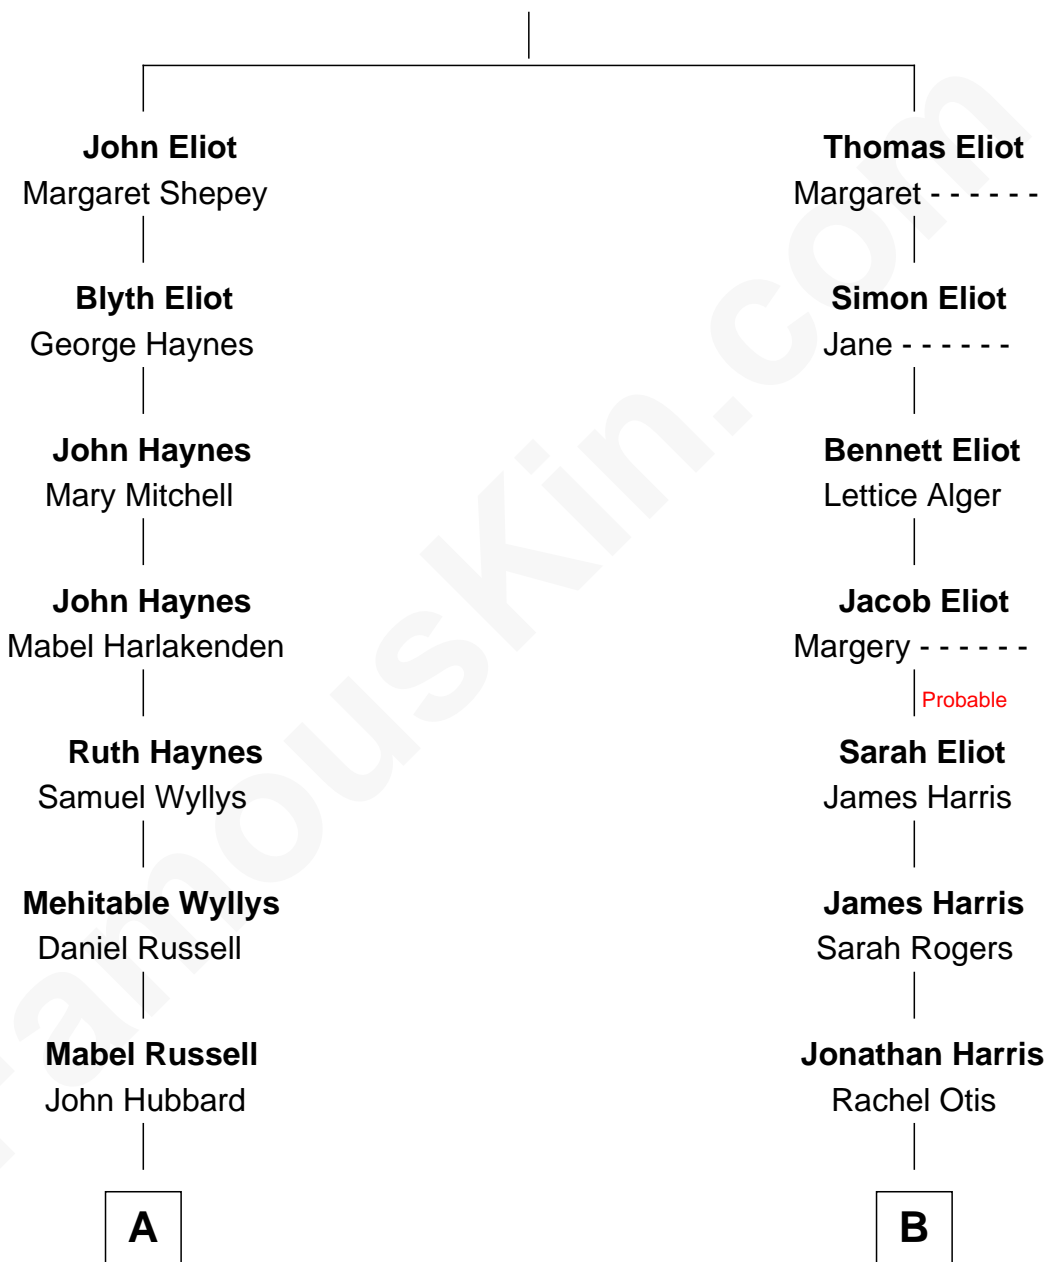 John Eliot
Margaret Shepey
Thomas Eliot
Margaret - - - - - -
Blyth Eliot
George Haynes
Simon Eliot
Jane - - - - - -
John Haynes
Mary Mitchell
Bennett Eliot
Lettice Alger
John Haynes
Mabel Harlakenden
Jacob Eliot
Margery - - - - - -
Probable
Ruth Haynes
Samuel Wyllys
Sarah Eliot
James Harris
Mehitable Wyllys
Daniel Russell
James Harris
Sarah Rogers
Mabel Russell
John Hubbard
Jonathan Harris
Rachel Otis
A
B
FamousKin.com